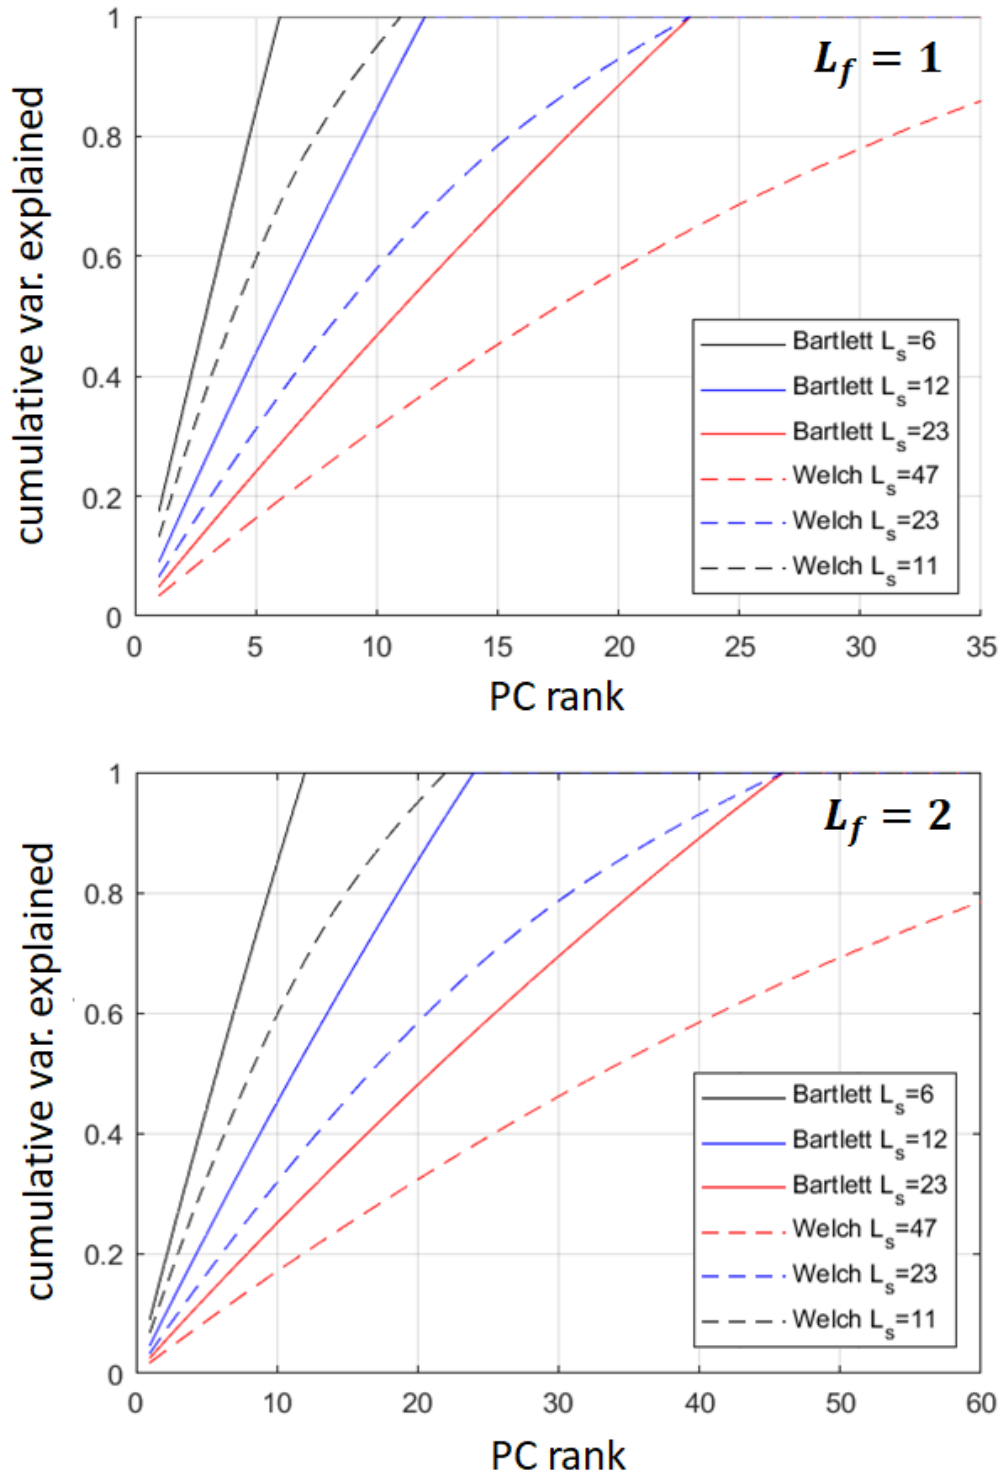 L_f = 1
1
0.8
0.6
0.4
0.2
0
cumulative var. explained
Bartlett L_s=6
Bartlett L_s=12
Bartlett L_s=23
Welch L_s=47
Welch L_s=23
Welch L_s=11
0 5 10 15 20 25 30 35
PC rank
L_f = 2
1
0.8
0.6
0.4
0.2
0
cumulative var. explained
Bartlett L_s=6
Bartlett L_s=12
Bartlett L_s=23
Welch L_s=47
Welch L_s=23
Welch L_s=11
0 10 20 30 40 50 60
PC rank